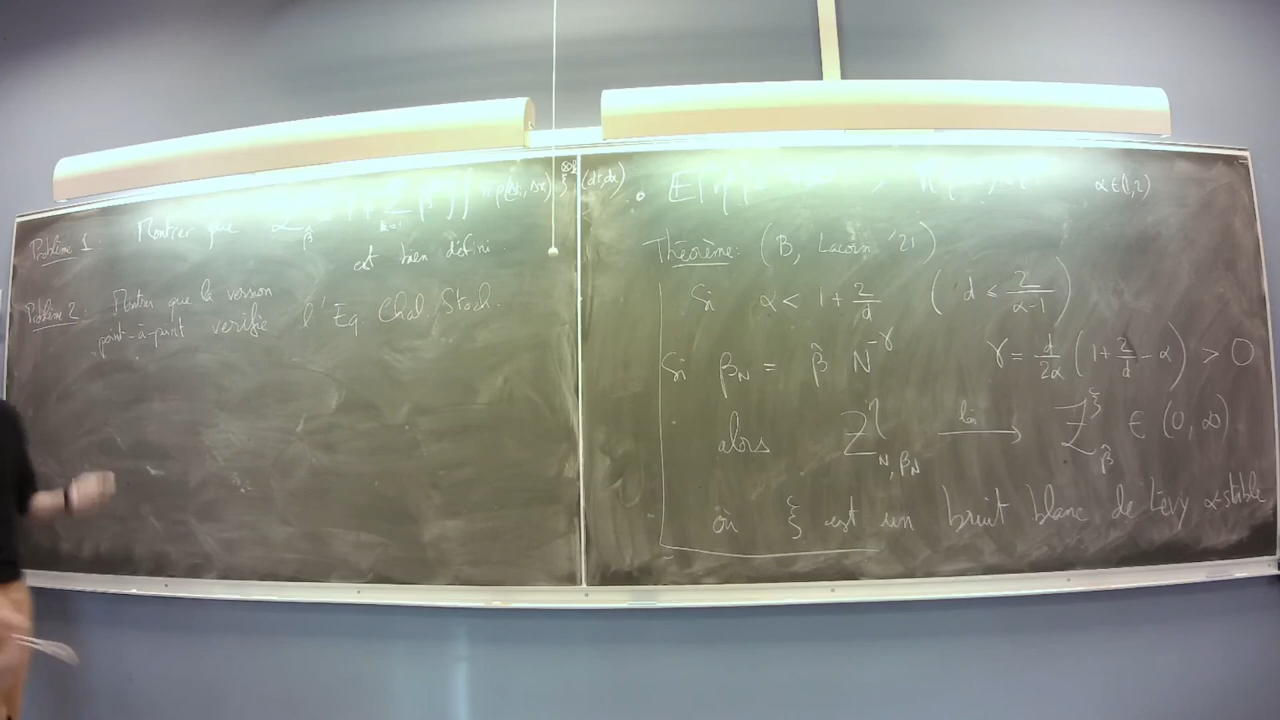 Problème 1: Montrer que 𝒵_β̂
est bien défini
Problème 2: Montrer que la version
point-à-point verifie l'Eq. Chal. Stoch.
α ∈ (1,2)
Théorème: (B, Lacoin '21)
Si α < 1 + 2/d ( d ≤ 2/(α-1) )
Si β_N = β̂ N^{-γ} γ = d/2α (1 + 2/d - α) > 0
alors Z^η_{N,β_N} —loi→ 𝒵^ξ_β̂ ∈ (0,∞)
où ξ est un bruit blanc de Lévy α-stable